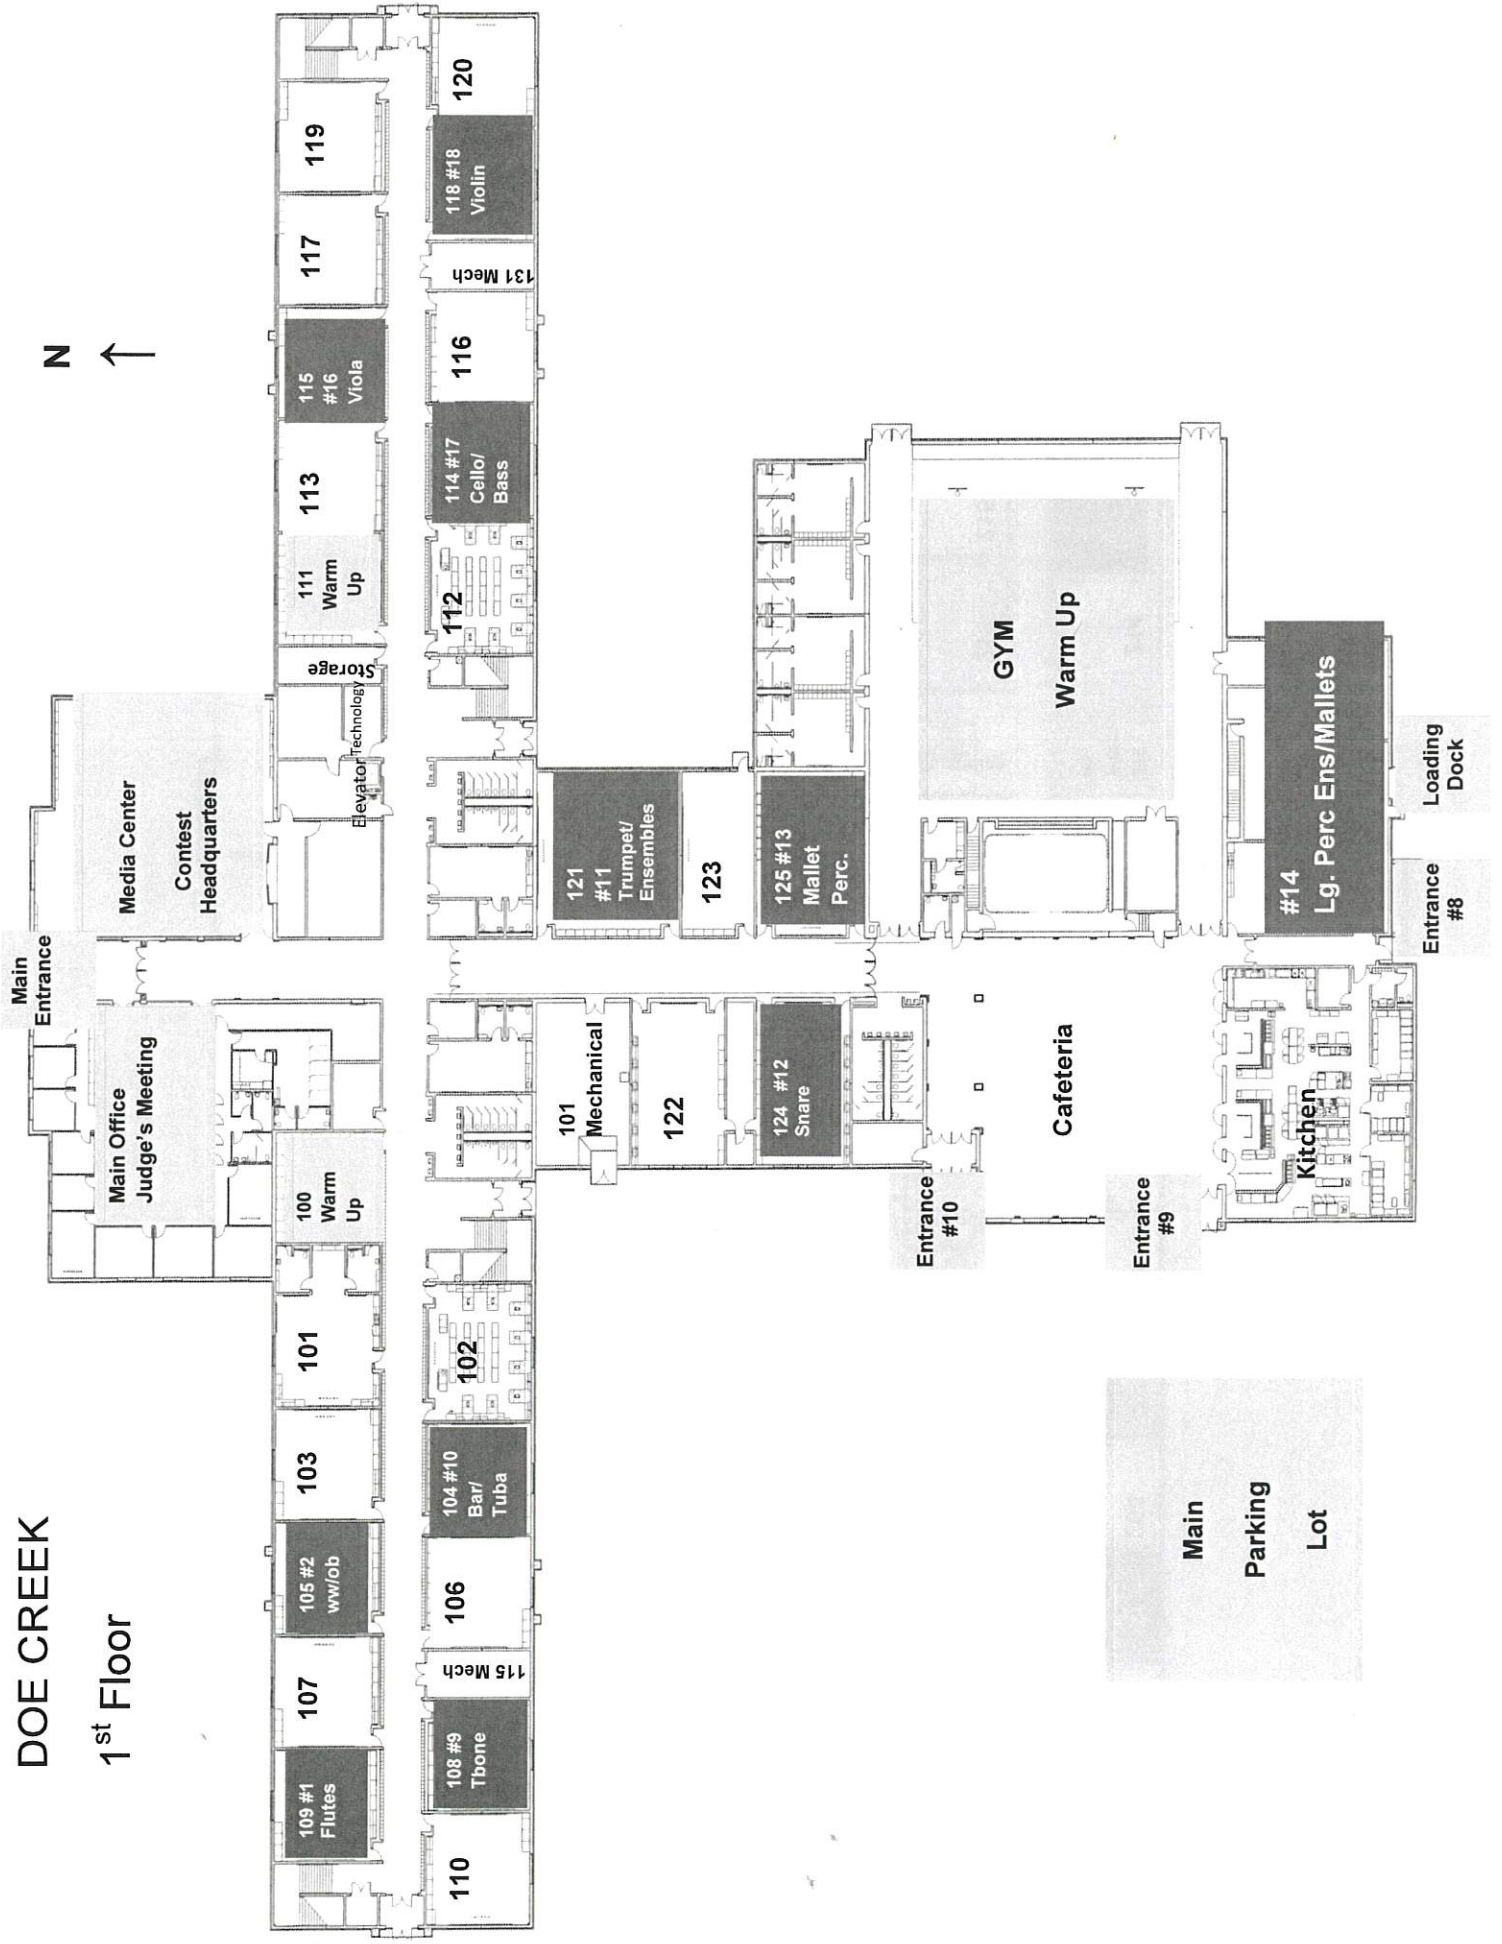 DOE CREEK
1st Floor
N
↑
Main
Entrance
Main Office
Judge's Meeting
Media Center
Contest
Headquarters
109 #1
Flutes
107
105 #2
ww/ob
103
101
100
Warm
Up
Elevator
Technology
Storage
111
Warm
Up
113
115
#16
Viola
117
119
110
108 #9
Tbone
115 Mech
106
104 #10
Bar/
Tuba
102
112
114 #17
Cello/
Bass
116
131 Mech
118 #18
Violin
120
101
Mechanical
121
#11
Trumpet/
Ensembles
122
123
124 #12
Snare
125 #13
Mallet
Perc.
Entrance
#10
Cafeteria
GYM
Warm Up
Entrance
#9
Kitchen
#14
Lg. Perc Ens/Mallets
Main
Parking
Lot
Entrance
#8
Loading
Dock